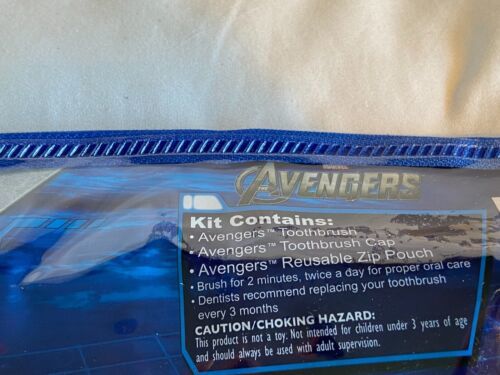 MARVEL
AVENGERS
Kit Contains:
• Avengers™ Toothbrush
• Avengers™ Toothbrush Cap
• Avengers™ Reusable Zip Pouch
• Brush for 2 minutes, twice a day for proper oral care
• Dentists recommend replacing your toothbrush
every 3 months
CAUTION/CHOKING HAZARD:
This product is not a toy. Not intended for children under 3 years of age
and should always be used with adult supervision.